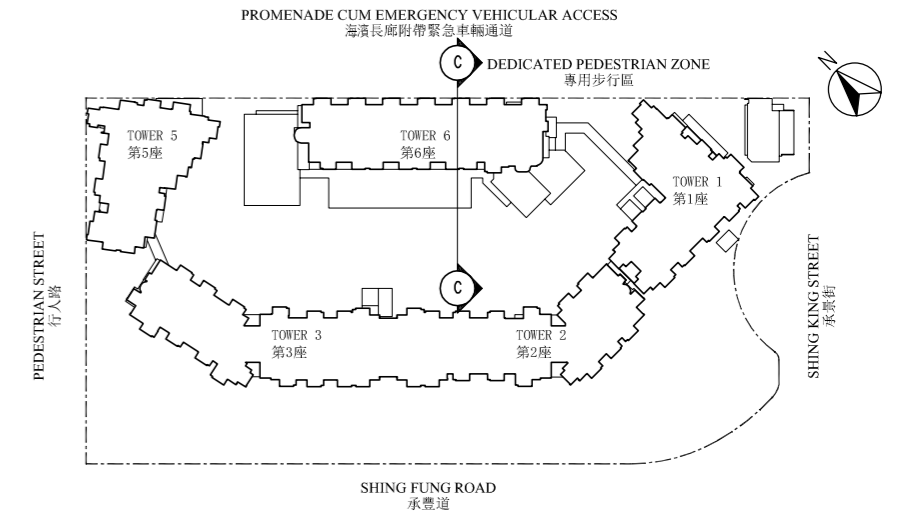 PROMENADE CUM EMERGENCY VEHICULAR ACCESS
海濱長廊附帶緊急車輛通道
C
DEDICATED PEDESTRIAN ZONE
專用步行區
N
TOWER 5
第5座
TOWER 6
第6座
TOWER 1
第1座
PEDESTRIAN STREET
行人路
SHING KING STREET
承景街
C
TOWER 3
第3座
TOWER 2
第2座
SHING FUNG ROAD
承豐道